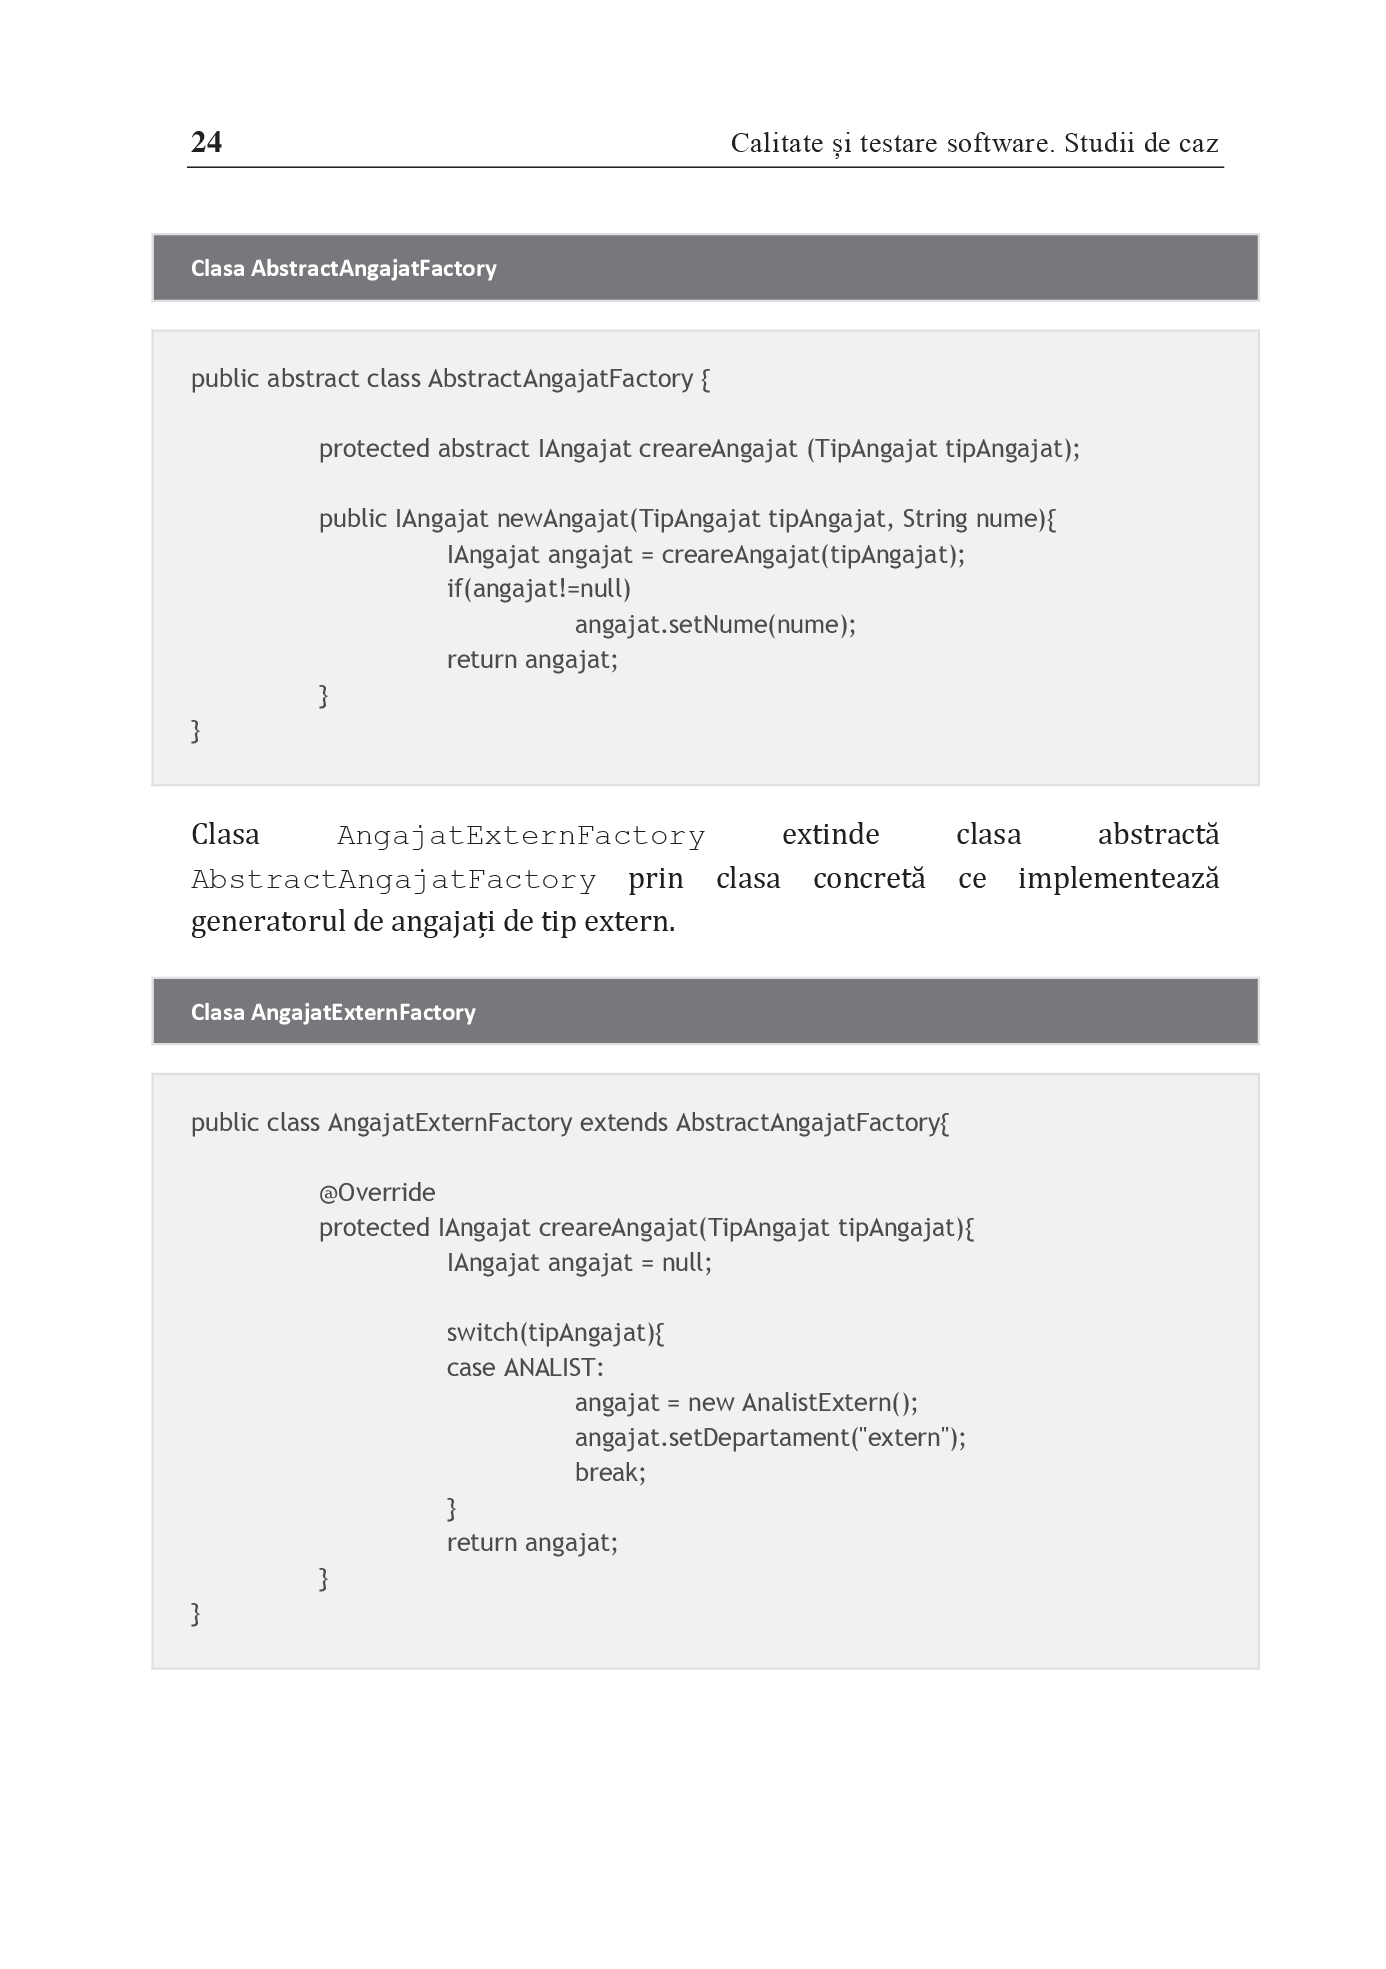 24 Calitate și testare software. Studii de caz
Clasa AbstractAngajatFactory
public abstract class AbstractAngajatFactory {
protected abstract IAngajat creareAngajat (TipAngajat tipAngajat);
public IAngajat newAngajat(TipAngajat tipAngajat, String nume){
IAngajat angajat = creareAngajat(tipAngajat);
if(angajat!=null)
angajat.setNume(nume);
return angajat;
}
}
Clasa AngajatExternFactory extinde clasa abstractă
AbstractAngajatFactory prin clasa concretă ce implementează
generatorul de angajați de tip extern.
Clasa AngajatExternFactory
public class AngajatExternFactory extends AbstractAngajatFactory{
@Override
protected IAngajat creareAngajat(TipAngajat tipAngajat){
IAngajat angajat = null;
switch(tipAngajat){
case ANALIST:
angajat = new AnalistExtern();
angajat.setDepartament("extern");
break;
}
return angajat;
}
}